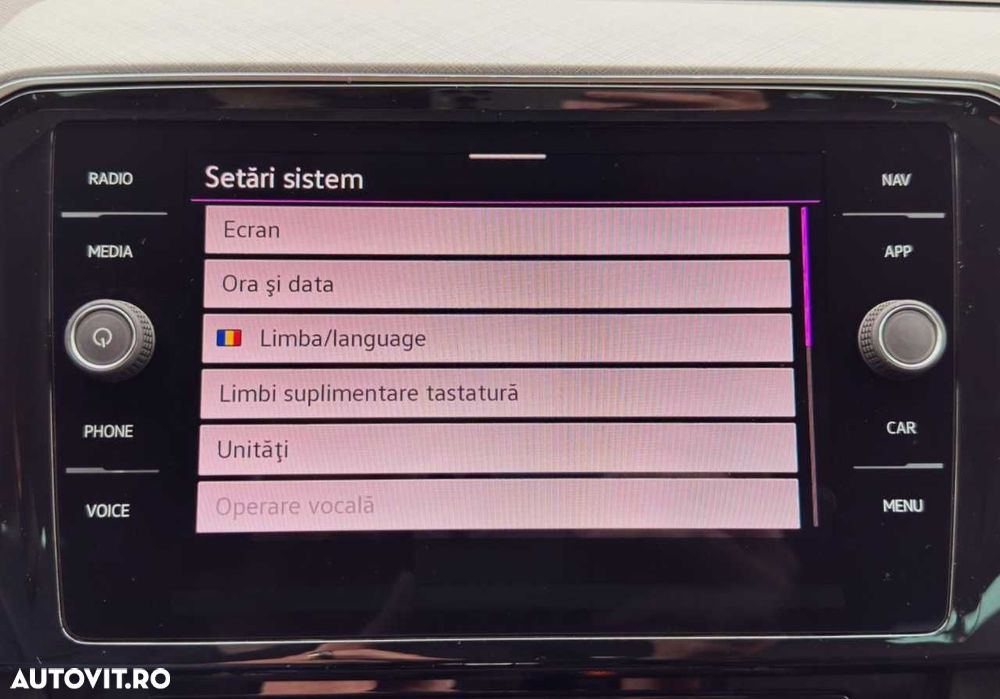 Setări sistem
RADIO
NAV
Ecran
MEDIA
APP
Ora şi data
Limba/language
Limbi suplimentare tastatură
PHONE
CAR
Unităţi
VOICE
MENU
Operare vocală
AUTOVIT.RO